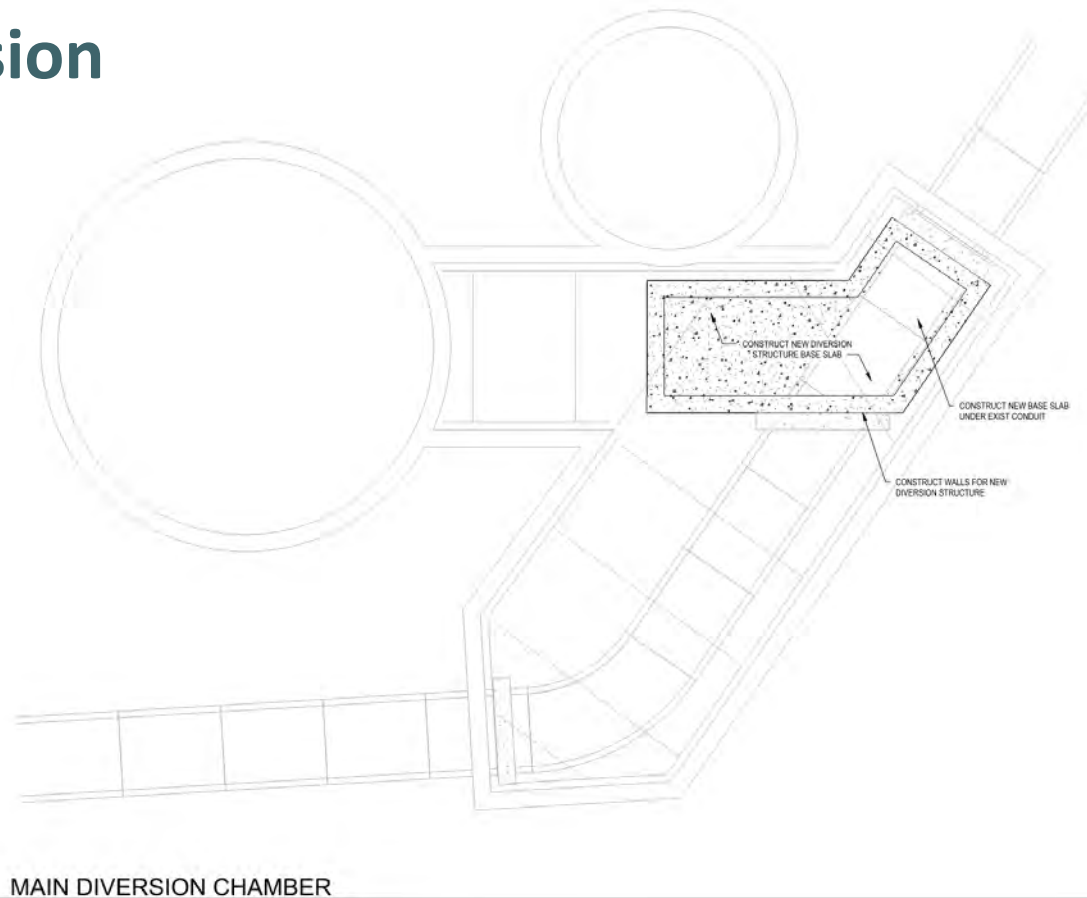 sion
CONSTRUCT NEW DIVERSION
STRUCTURE BASE SLAB
CONSTRUCT NEW BASE SLAB
UNDER EXIST CONDUIT
CONSTRUCT WALLS FOR NEW
DIVERSION STRUCTURE
MAIN DIVERSION CHAMBER